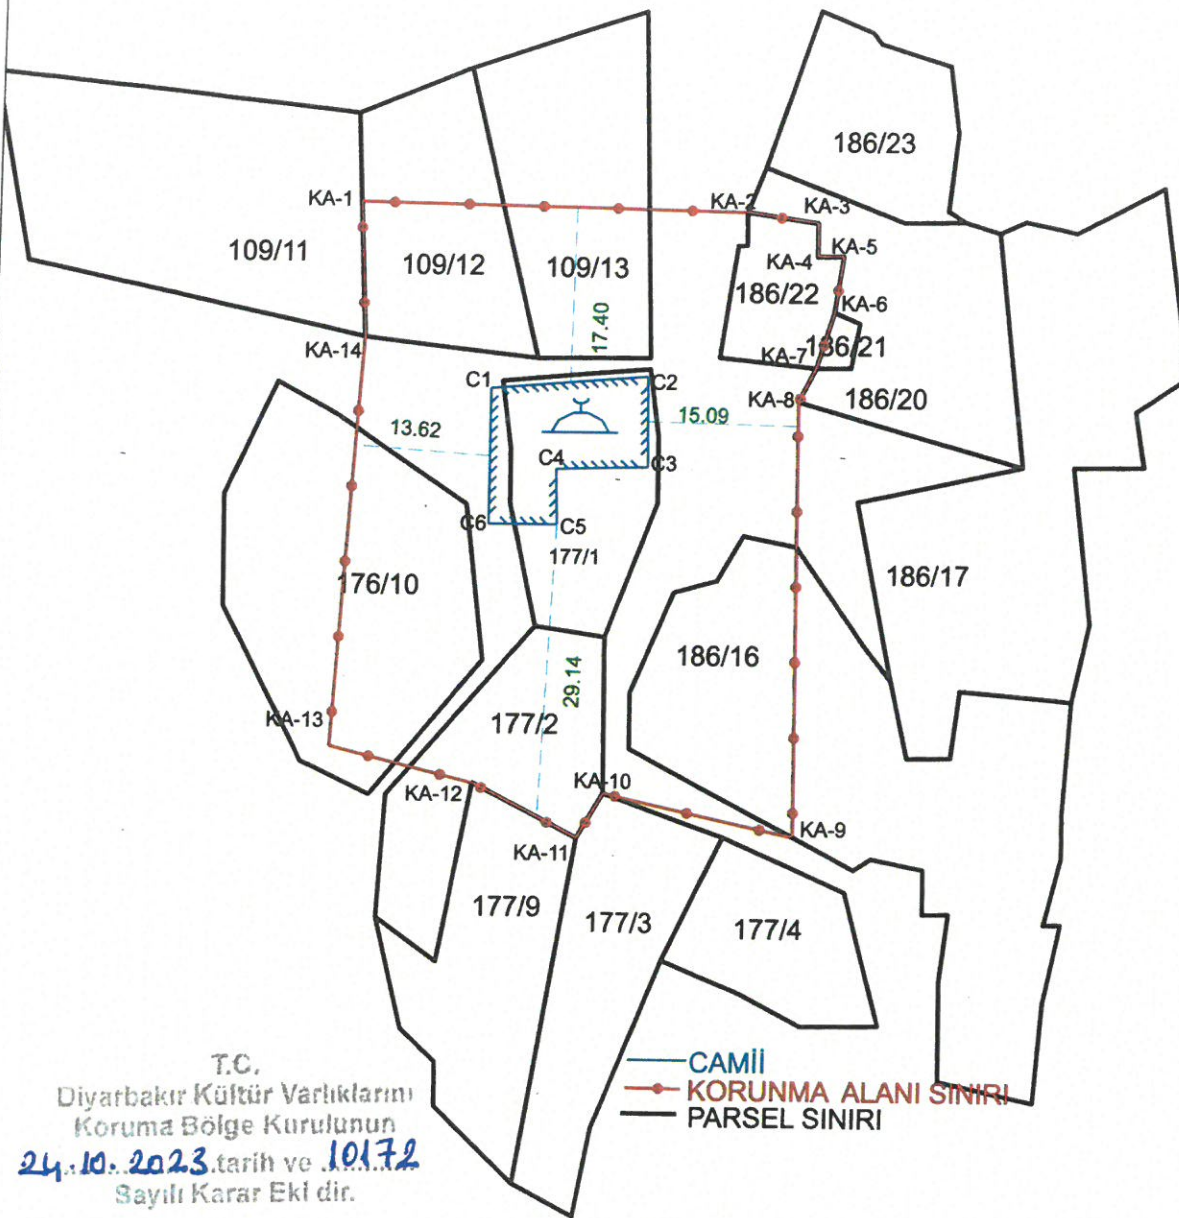 186/23
KA-1
KA-2
KA-3
109/11
109/12
109/13
KA-4
KA-5
186/22
KA-6
17.40
KA-14
KA-7
186/21
C1
C2
KA-8
186/20
13.62
15.09
C4
C3
C6
C5
177/1
176/10
186/17
186/16
29.14
KA-13
177/2
KA-12
KA-10
KA-11
KA-9
177/9
177/3
177/4
CAMİİ
KORUNMA ALANI SINIRI
PARSEL SINIRI
T.C.
Diyarbakır Kültür Varlıklarını
Koruma Bölge Kurulunun
24.10.2023 tarih ve 10172
Sayılı Karar Eki dir.